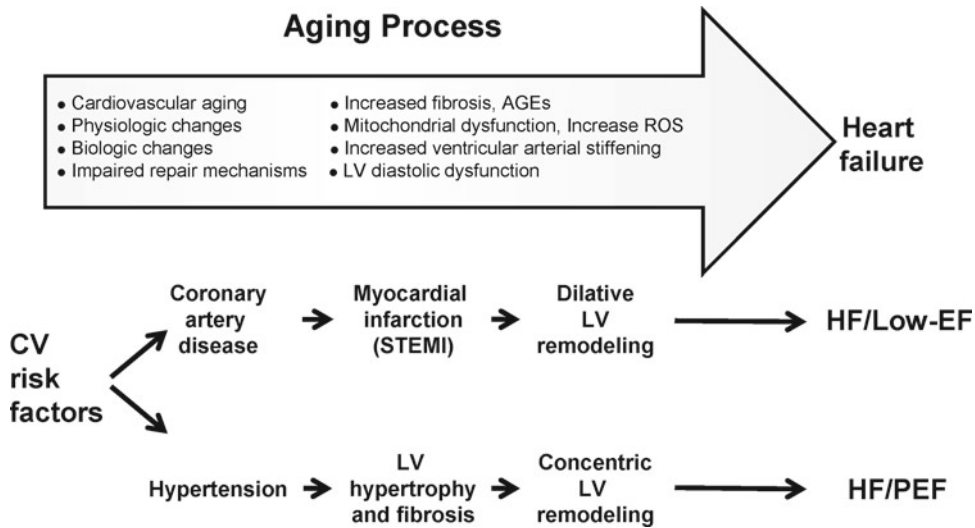 Aging Process
• Cardiovascular aging
• Physiologic changes
• Biologic changes
• Impaired repair mechanisms
• Increased fibrosis, AGEs
• Mitochondrial dysfunction, Increase ROS
• Increased ventricular arterial stiffening
• LV diastolic dysfunction
Heart
failure
CV
risk
factors
Coronary
artery
disease
Myocardial
infarction
(STEMI)
Dilative
LV
remodeling
HF/Low-EF
Hypertension
LV
hypertrophy
and fibrosis
Concentric
LV
remodeling
HF/PEF